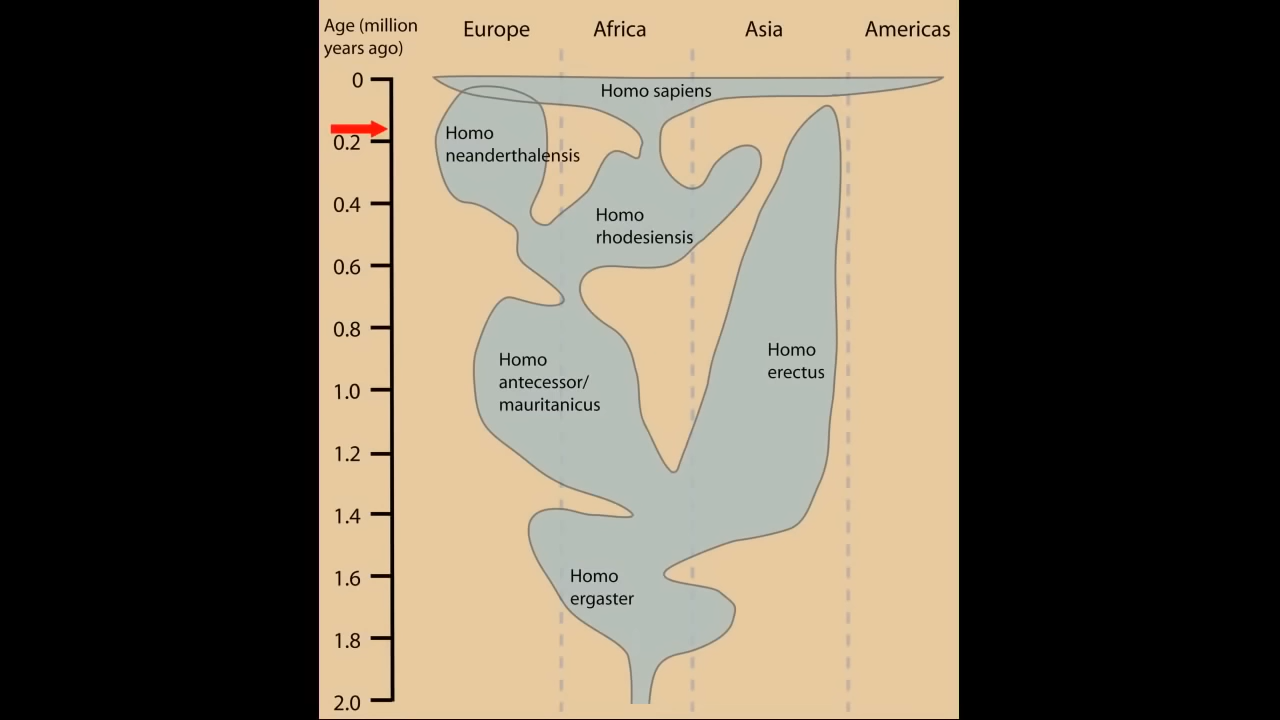 Age (million
years ago)
Europe
Africa
Asia
Americas
0
0.2
0.4
0.6
0.8
1.0
1.2
1.4
1.6
1.8
2.0
Homo sapiens
Homo
neanderthalensis
Homo
rhodesiensis
Homo
antecessor/
mauritanicus
Homo
erectus
Homo
ergaster